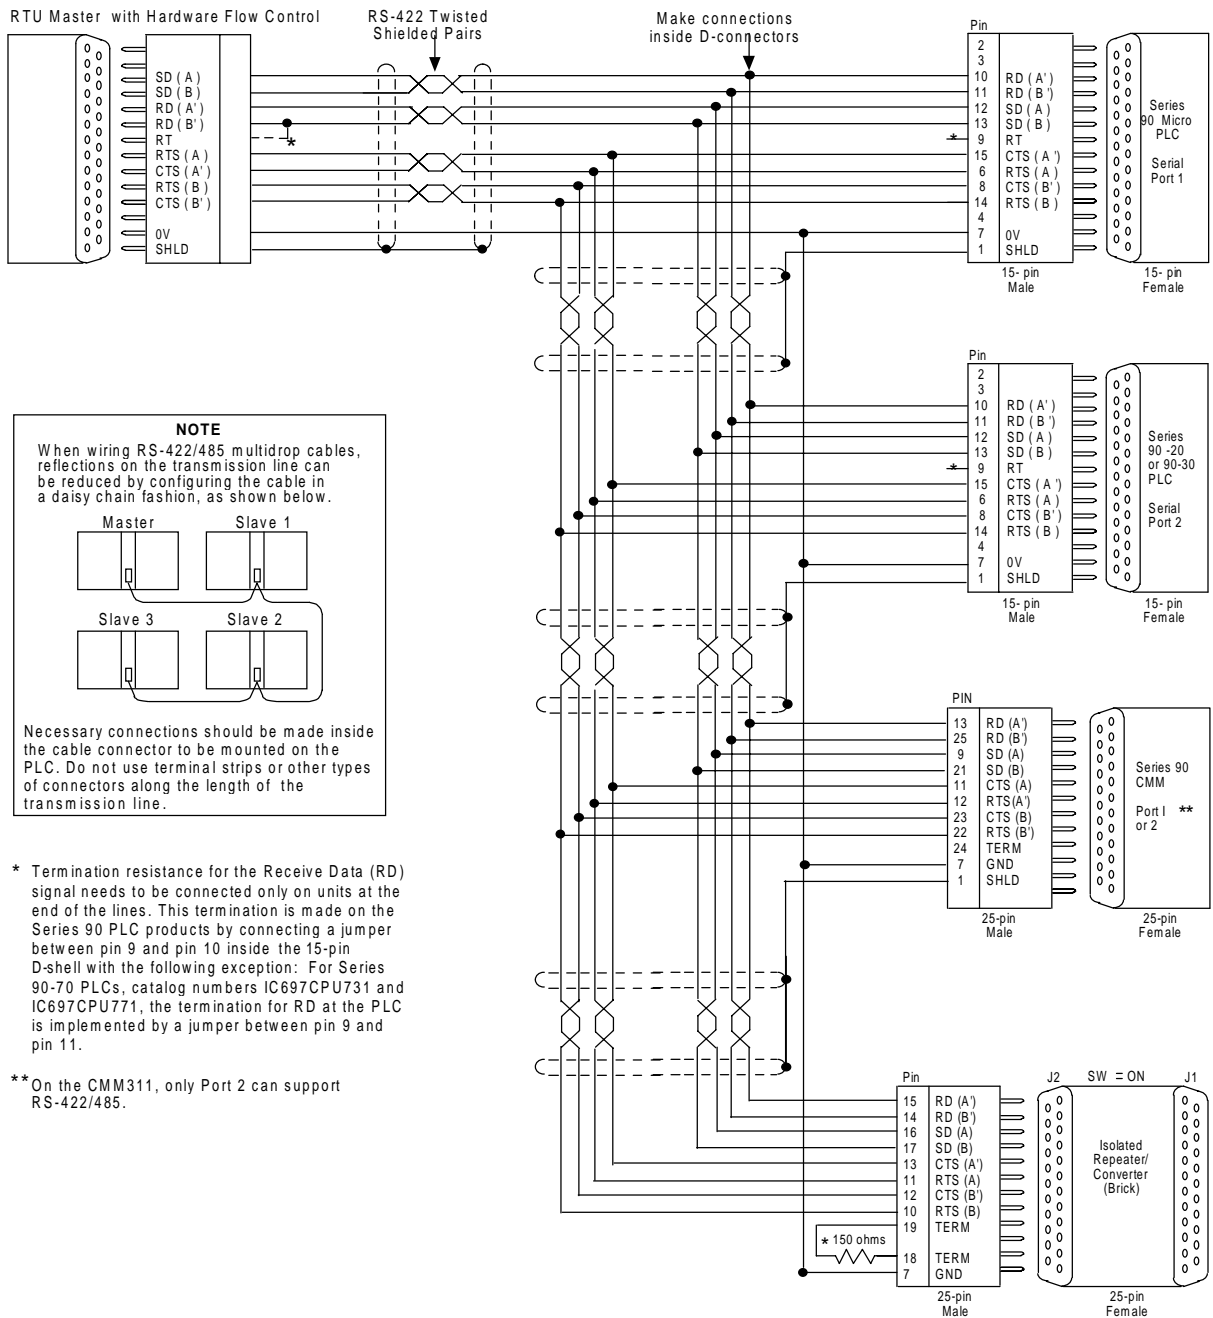 RTU Master with Hardware Flow Control
RS-422 Twisted
Shielded Pairs
Make connections
inside D-connectors
SD ( A )
SD ( B )
RD ( A' )
RD ( B' )
RT
*
RTS ( A )
CTS ( A' )
RTS ( B )
CTS ( B' )
0V
SHLD
Pin
2
3
10 RD ( A' )
11 RD ( B ' )
12 SD ( A )
13 SD ( B )
* 9 RT
15 CTS ( A ' )
6 RTS ( A )
8 CTS ( B' )
14 RTS ( B )
4
7 0V
1 SHLD
15- pin
Male
Series
90 Micro
PLC
Serial
Port 1
15- pin
Female
Pin
2
3
10 RD ( A' )
11 RD ( B ' )
12 SD ( A )
13 SD ( B )
* 9 RT
15 CTS ( A ' )
6 RTS ( A )
8 CTS ( B' )
14 RTS ( B )
4
7 0V
1 SHLD
15- pin
Male
Series
90 -20
or 90-30
PLC
Serial
Port 2
15- pin
Female
NOTE
When wiring RS-422/485 multidrop cables,
reflections on the transmission line can
be reduced by configuring the cable in
a daisy chain fashion, as shown below.
Master Slave 1
Slave 3 Slave 2
Necessary connections should be made inside
the cable connector to be mounted on the
PLC. Do not use terminal strips or other types
of connectors along the length of the
transmission line.
PIN
13 RD (A')
25 RD (B')
9 SD (A)
21 SD (B)
11 CTS (A)
12 RTS(A')
23 CTS (B)
22 RTS (B')
24 TERM
7 GND
1 SHLD
25-pin
Male
Series 90
CMM
Port I **
or 2
25-pin
Female
* Termination resistance for the Receive Data (RD)
signal needs to be connected only on units at the
end of the lines. This termination is made on the
Series 90 PLC products by connecting a jumper
between pin 9 and pin 10 inside the 15-pin
D-shell with the following exception: For Series
90-70 PLCs, catalog numbers IC697CPU731 and
IC697CPU771, the termination for RD at the PLC
is implemented by a jumper between pin 9 and
pin 11.
** On the CMM311, only Port 2 can support
RS-422/485.
Pin
15 RD (A')
14 RD (B')
16 SD (A)
17 SD (B)
13 CTS (A')
11 RTS (A)
12 CTS (B')
10 RTS (B)
19 TERM
* 150 ohms
18 TERM
7 GND
25-pin
Male
J2 SW = ON J1
Isolated
Repeater/
Converter
(Brick)
25-pin
Female